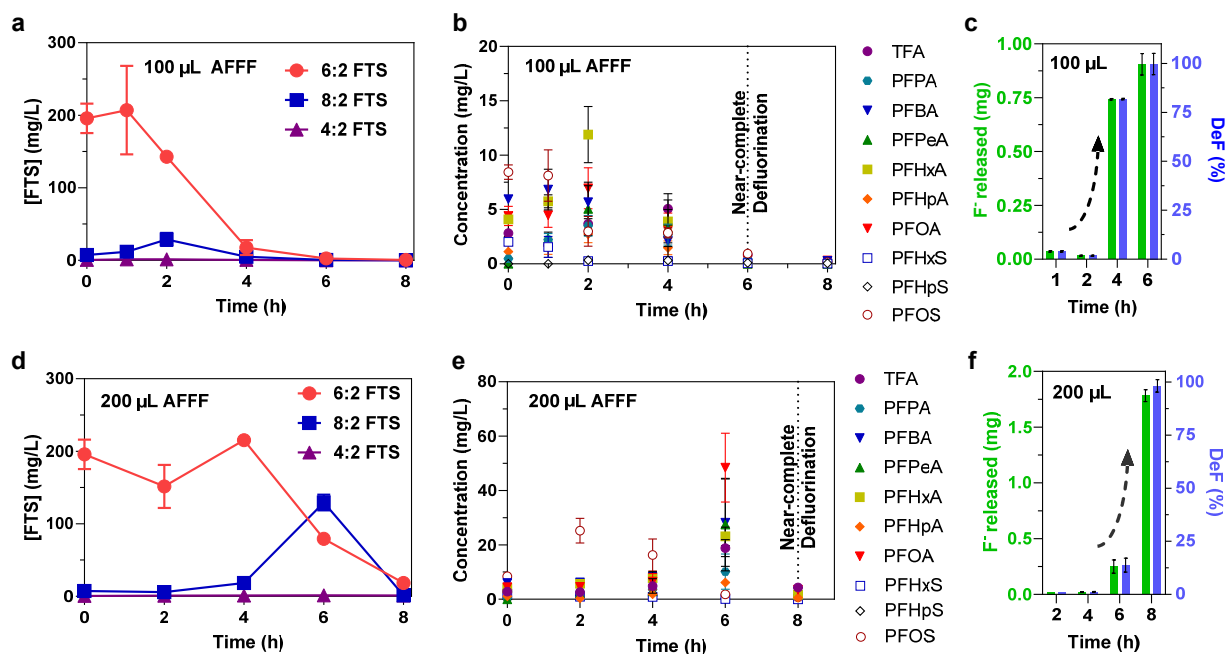 a
300
200
100
0
[FTS] (mg/L)
100 µL AFFF
6:2 FTS
8:2 FTS
4:2 FTS
0 2 4 6 8
Time (h)
b
20
15
10
5
0
Concentration (mg/L)
100 µL AFFF
Near-complete
Defluorination
0 2 4 6 8
Time (h)
TFA
PFPA
PFBA
PFPeA
PFHxA
PFHpA
PFOA
PFHxS
PFHpS
PFOS
c
1.00
0.75
0.50
0.25
0.00
F⁻ released (mg)
100 µL
100
75
50
25
0
DeF (%)
1 2 4 6
Time (h)
d
300
200
100
0
[FTS] (mg/L)
200 µL AFFF
6:2 FTS
8:2 FTS
4:2 FTS
0 2 4 6 8
Time (h)
e
80
60
40
20
0
Concentration (mg/L)
200 µL AFFF
Near-complete
Defluorination
0 2 4 6 8
Time (h)
TFA
PFPA
PFBA
PFPeA
PFHxA
PFHpA
PFOA
PFHxS
PFHpS
PFOS
f
2.0
1.5
1.0
0.5
0.0
F⁻ released (mg)
200 µL
100
75
50
25
0
DeF (%)
2 4 6 8
Time (h)